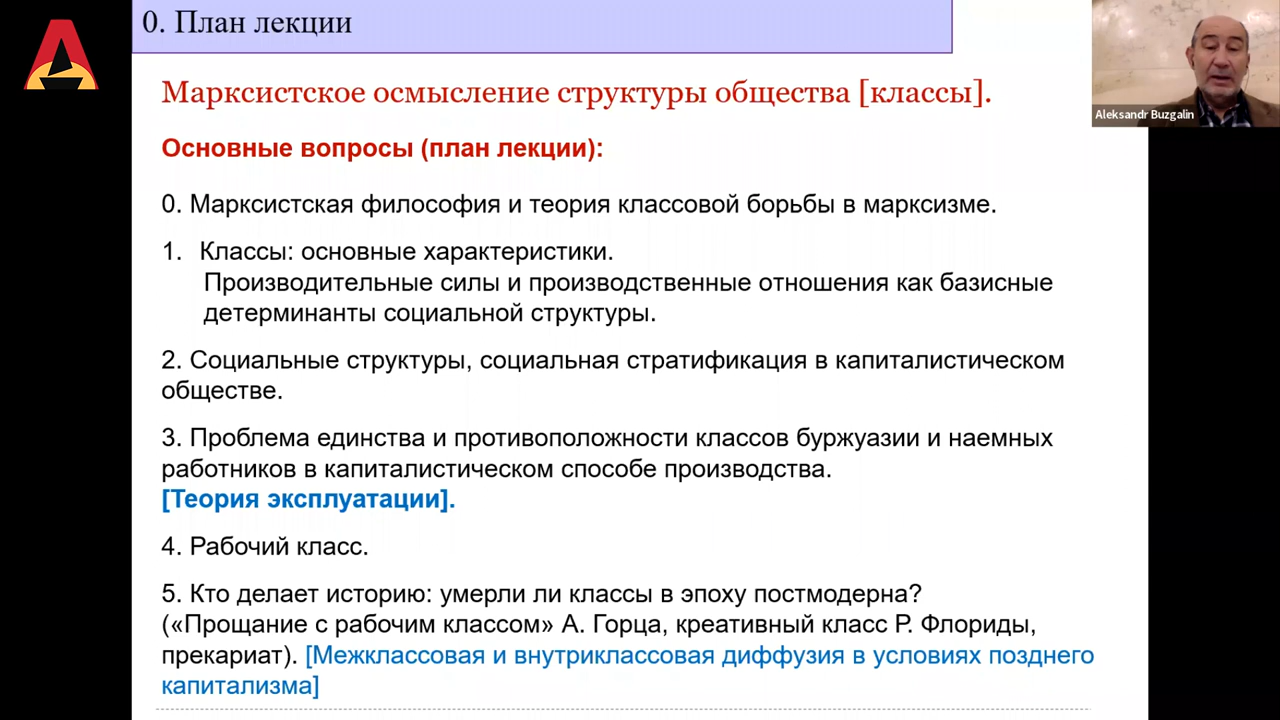 0. План лекции
Aleksandr Buzgalin
Марксистское осмысление структуры общества [классы].
Основные вопросы (план лекции):
0. Марксистская философия и теория классовой борьбы в марксизме.
1. Классы: основные характеристики.
Производительные силы и производственные отношения как базисные
детерминанты социальной структуры.
2. Социальные структуры, социальная стратификация в капиталистическом
обществе.
3. Проблема единства и противоположности классов буржуазии и наемных
работников в капиталистическом способе производства.
[Теория эксплуатации].
4. Рабочий класс.
5. Кто делает историю: умерли ли классы в эпоху постмодерна?
(«Прощание с рабочим классом» А. Горца, креативный класс Р. Флориды,
прекариат). [Межклассовая и внутриклассовая диффузия в условиях позднего
капитализма]